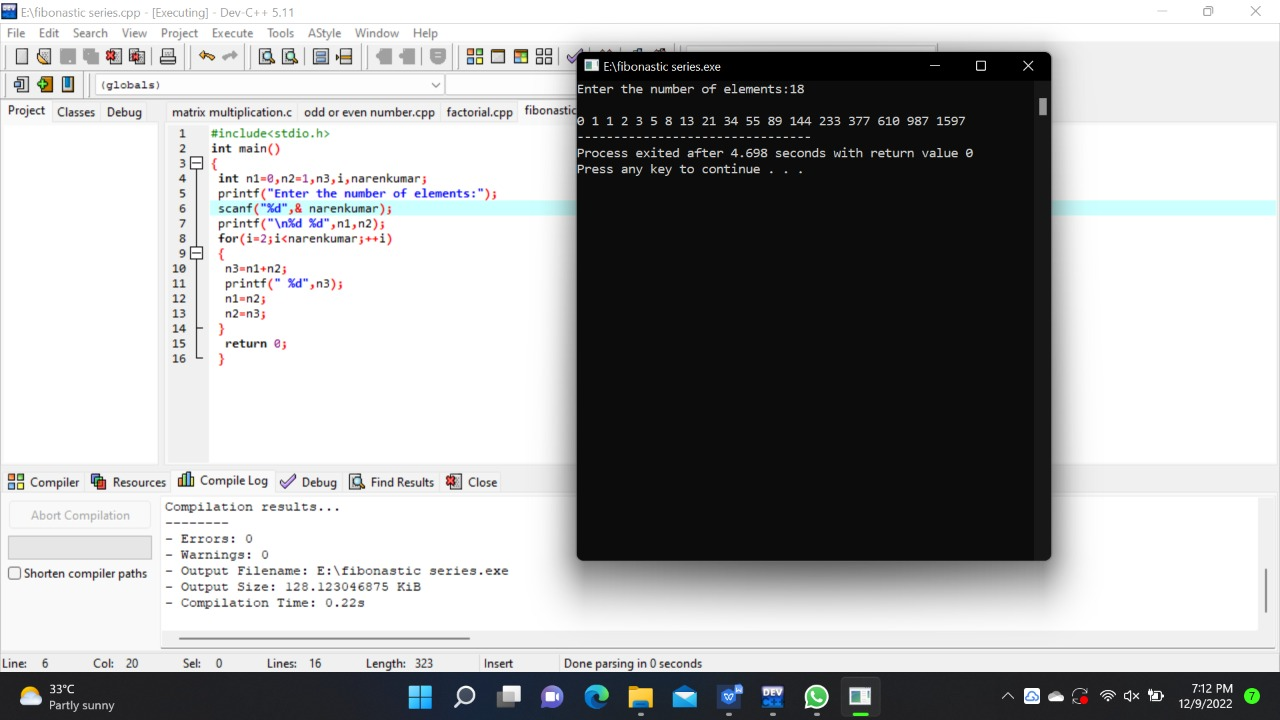 E:\fibonastic series.cpp - [Executing] - Dev-C++ 5.11
File Edit Search View Project Execute Tools AStyle Window Help
(globals)
Project Classes Debug
matrix multiplication.c odd or even number.cpp factorial.cpp fibonastic
1 #include<stdio.h>
2 int main()
3 {
4 int n1=0,n2=1,n3,i,narenkumar;
5 printf("Enter the number of elements:");
6 scanf("%d",& narenkumar);
7 printf("\n%d %d",n1,n2);
8 for(i=2;i<narenkumar;++i)
9 {
10 n3=n1+n2;
11 printf(" %d",n3);
12 n1=n2;
13 n2=n3;
14 }
15 return 0;
16 }
E:\fibonastic series.exe
Enter the number of elements:18
0 1 1 2 3 5 8 13 21 34 55 89 144 233 377 610 987 1597
--------------------------------
Process exited after 4.698 seconds with return value 0
Press any key to continue . . .
Compiler Resources Compile Log Debug Find Results Close
Abort Compilation
Shorten compiler paths
Compilation results...
--------
- Errors: 0
- Warnings: 0
- Output Filename: E:\fibonastic series.exe
- Output Size: 128.123046875 KiB
- Compilation Time: 0.22s
Line: 6 Col: 20 Sel: 0 Lines: 16 Length: 323 Insert Done parsing in 0 seconds
33°C
Partly sunny
DEV
7:12 PM
12/9/2022
7